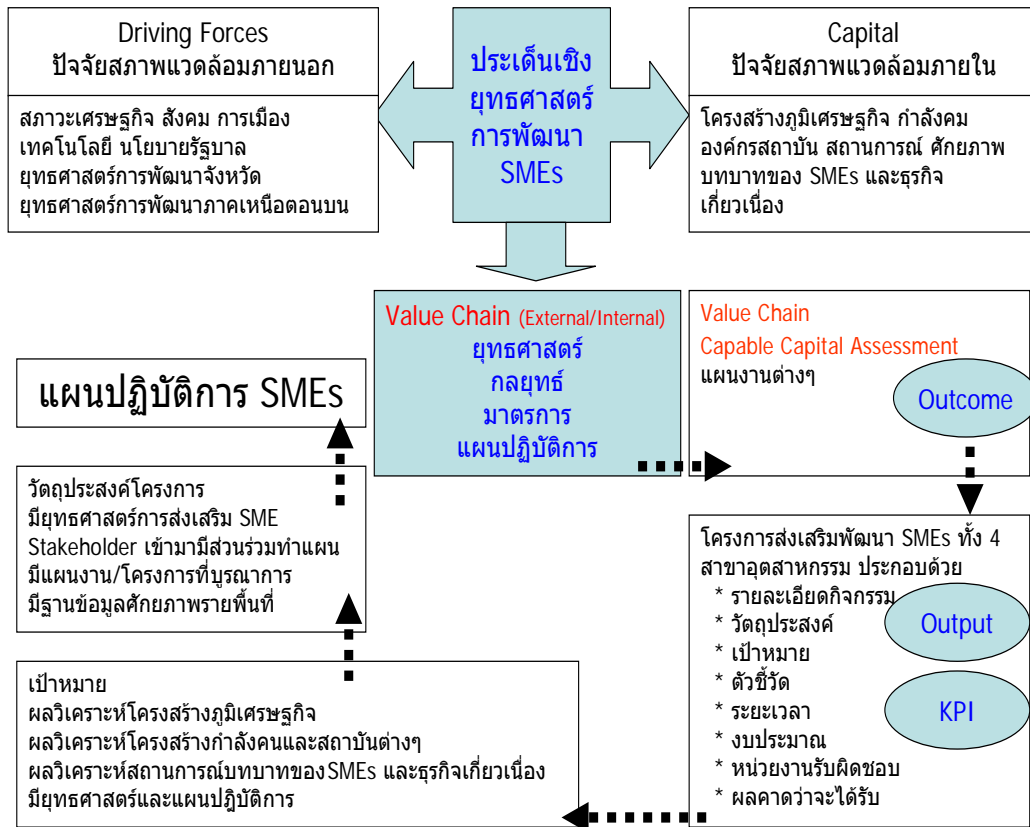 Driving Forces
ปัจจัยสภาพแวดล้อมภายนอก
สภาวะเศรษฐกิจ สังคม การเมือง
เทคโนโลยี นโยบายรัฐบาล
ยุทธศาสตร์การพัฒนาจังหวัด
ยุทธศาสตร์การพัฒนาภาคเหนือตอนบน
ประเด็นเชิง
ยุทธศาสตร์
การพัฒนา
SMEs
Capital
ปัจจัยสภาพแวดล้อมภายใน
โครงสร้างภูมิเศรษฐกิจ กำลังคม
องค์กรสถาบัน สถานการณ์ ศักยภาพ
บทบาทของ SMEs และธุรกิจ
เกี่ยวเนื่อง
Value Chain (External/Internal)
ยุทธศาสตร์
กลยุทธ์
มาตรการ
แผนปฏิบัติการ
Value Chain
Capable Capital Assessment
แผนงานต่างๆ
Outcome
โครงการส่งเสริมพัฒนา SMEs ทั้ง 4
สาขาอุตสาหกรรม ประกอบด้วย
* รายละเอียดกิจกรรม
* วัตถุประสงค์
* เป้าหมาย
* ตัวชี้วัด
* ระยะเวลา
* งบประมาณ
* หน่วยงานรับผิดชอบ
* ผลคาดว่าจะได้รับ
Output
KPI
เป้าหมาย
ผลวิเคราะห์โครงสร้างภูมิเศรษฐกิจ
ผลวิเคราะห์โครงสร้างกำลังคนและสถาบันต่างๆ
ผลวิเคราะห์สถานการณ์บทบาทของSMEs และธุรกิจเกี่ยวเนื่อง
มียุทธศาสตร์และแผนปฎิบัติการ
วัตถุประสงค์โครงการ
มียุทธศาสตร์การส่งเสริม SME
Stakeholder เข้ามามีส่วนร่วมทำแผน
มีแผนงาน/โครงการที่บูรณาการ
มีฐานข้อมูลศักยภาพรายพื้นที่
แผนปฏิบัติการ SMEs